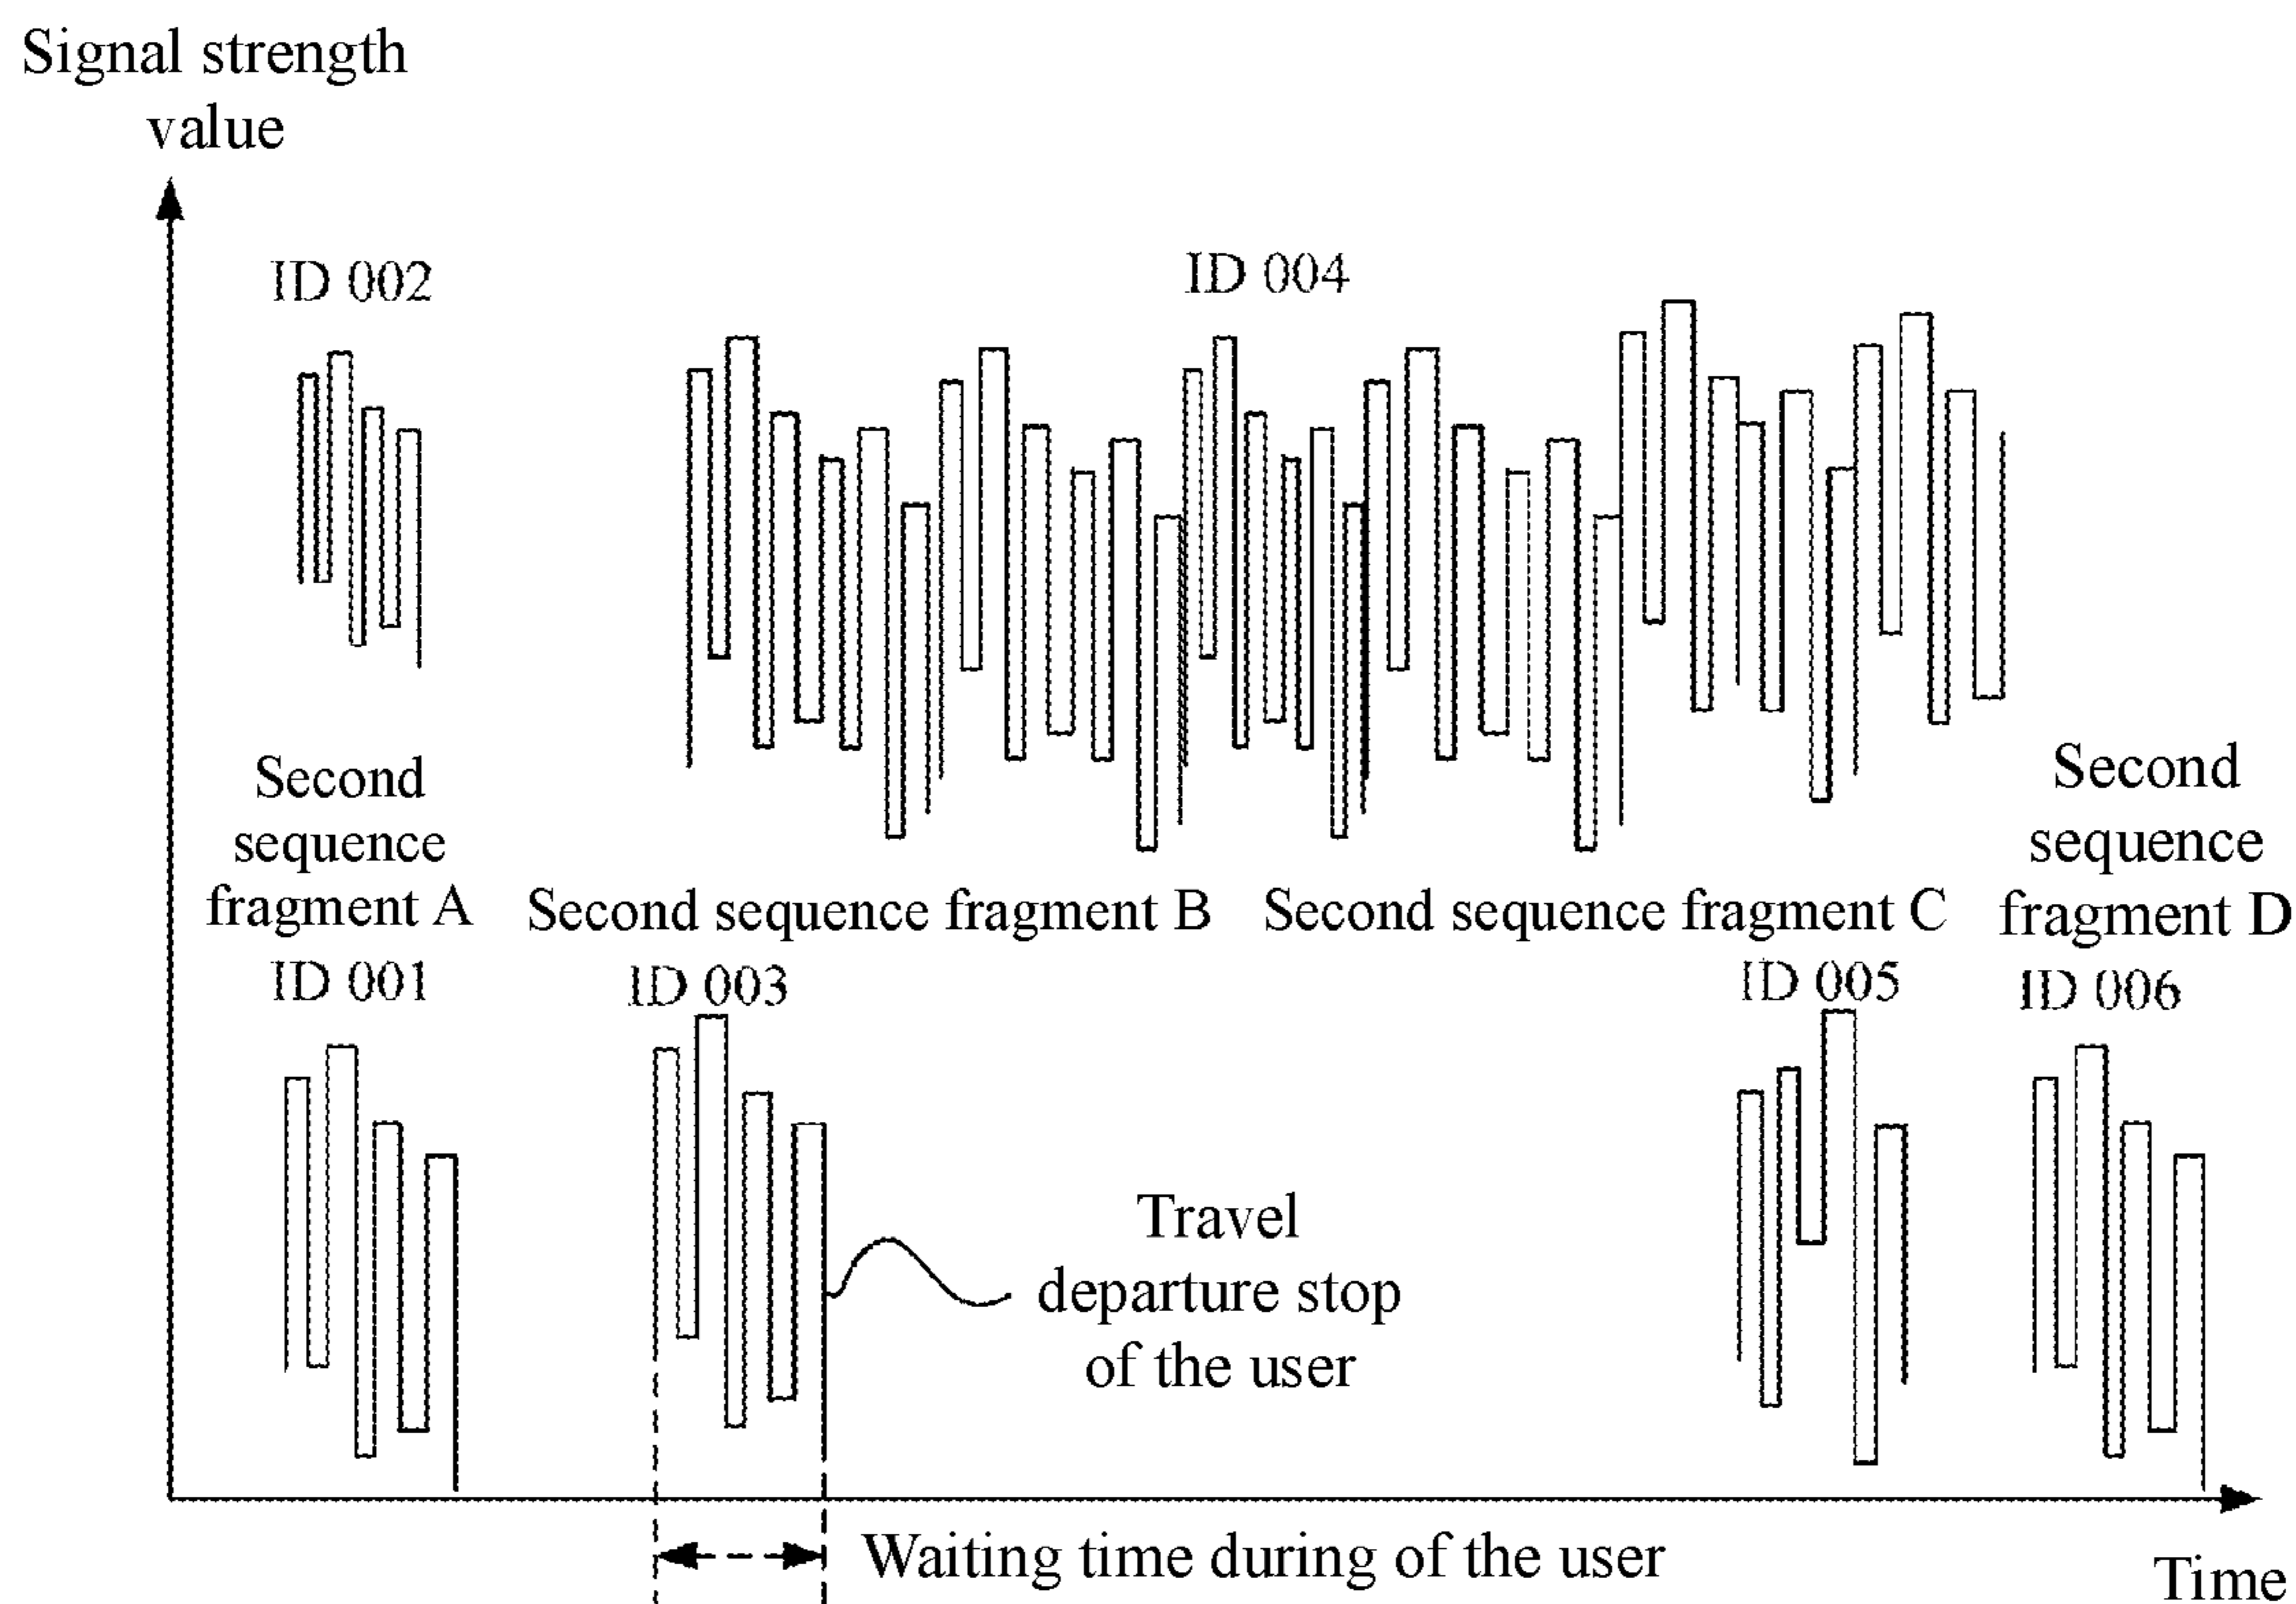 Signal strength
value
ID 002
ID 004
Second
sequence
fragment A
Second sequence fragment B
Second sequence fragment C
Second
sequence
fragment D
ID 001
ID 003
ID 005
ID 006
Travel
departure stop
of the user
Waiting time during of the user
Time